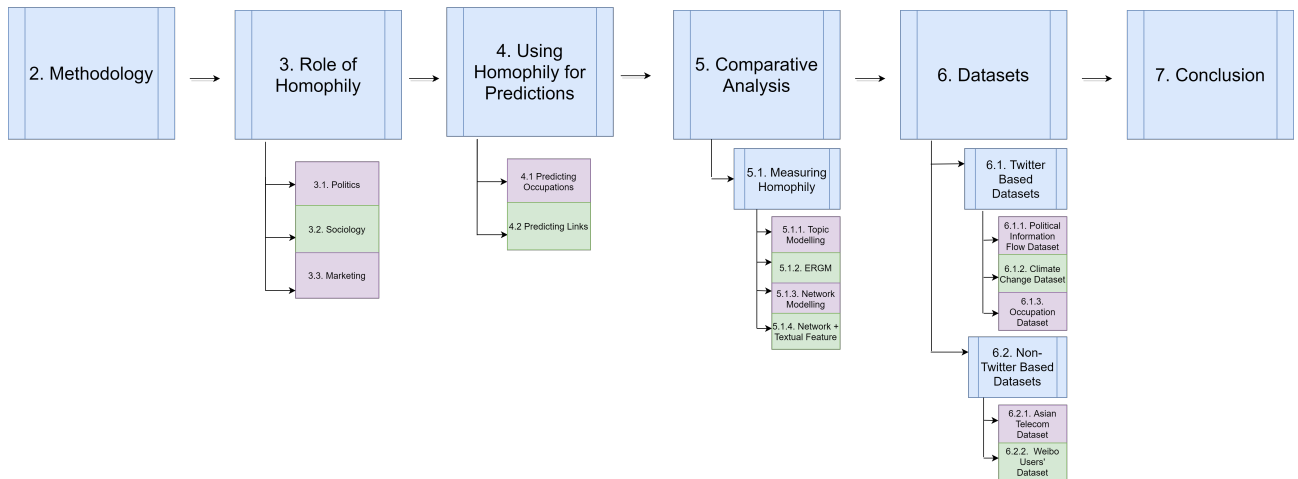 2. Methodology
3. Role of
Homophily
4. Using
Homophily for
Predictions
5. Comparative
Analysis
6. Datasets
7. Conclusion
3.1. Politics
3.2. Sociology
3.3. Marketing
4.1 Predicting
Occupations
4.2 Predicting Links
5.1. Measuring
Homophily
5.1.1. Topic
Modelling
5.1.2. ERGM
5.1.3. Network
Modelling
5.1.4. Network +
Textual Feature
6.1. Twitter
Based
Datasets
6.1.1. Political
Information
Flow Dataset
6.1.2. Climate
Change Dataset
6.1.3.
Occupation
Dataset
6.2. Non-
Twitter Based
Datasets
6.2.1. Asian
Telecom
Dataset
6.2.2. Weibo
Users'
Dataset